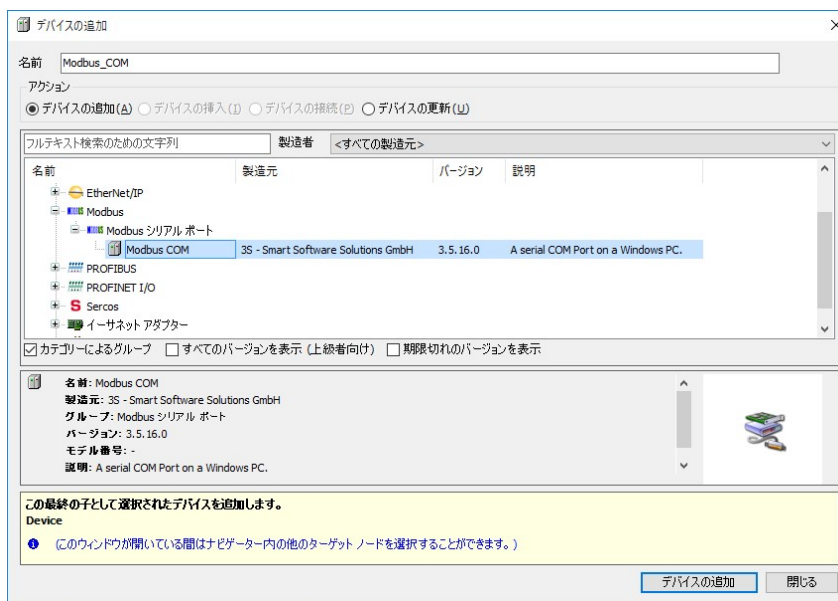 デバイスの追加
名前 Modbus_COM
アクション
デバイスの追加(A) デバイスの挿入(I) デバイスの接続(P) デバイスの更新(U)
フルテキスト検索のための文字列 製造者 <すべての製造元>
名前 製造元 バージョン 説明
EtherNet/IP
Modbus
Modbus シリアル ポート
Modbus COM 3S - Smart Software Solutions GmbH 3.5.16.0 A serial COM Port on a Windows PC.
PROFIBUS
PROFINET I/O
Sercos
イーサネット アダプター
カテゴリーによるグループ すべてのバージョンを表示 (上級者向け) 期限切れのバージョンを表示
名前: Modbus COM
製造元: 3S - Smart Software Solutions GmbH
グループ: Modbus シリアル ポート
バージョン: 3.5.16.0
モデル番号: -
説明: A serial COM Port on a Windows PC.
この最終の子として選択されたデバイスを追加します。
Device
(このウィンドウが開いている間はナビゲーター内の他のターゲット ノードを選択することができます。)
デバイスの追加 閉じる